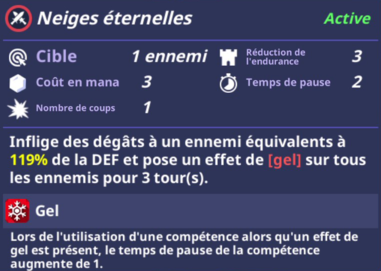 Neiges éternelles Active
Cible 1 ennemi
Réduction de l'endurance 3
Coût en mana 3
Temps de pause 2
Nombre de coups 1
Inflige des dégâts à un ennemi équivalents à
119% de la DEF et pose un effet de [gel] sur tous
les ennemis pour 3 tour(s).
Gel
Lors de l'utilisation d'une compétence alors qu'un effet de
gel est présent, le temps de pause de la compétence
augmente de 1.